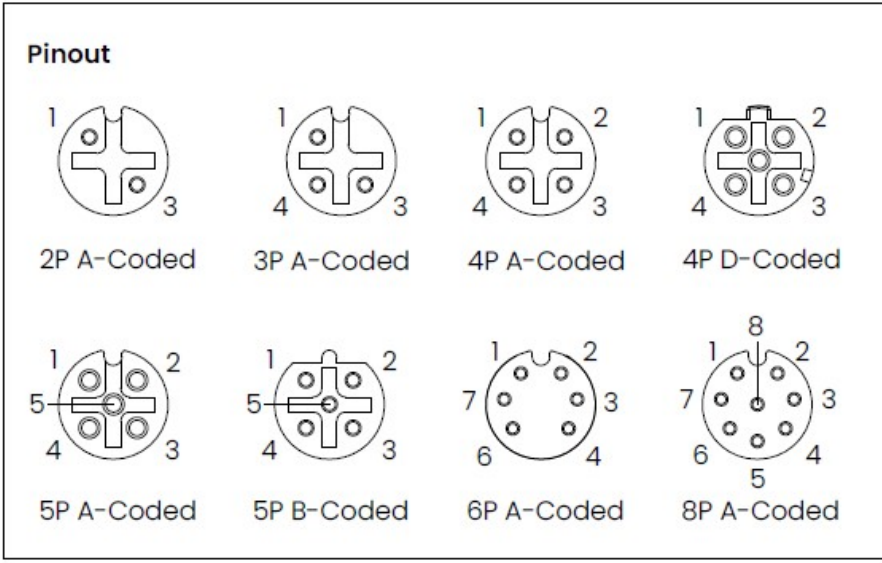 Pinout
1
3
2P A-Coded
1
4 3
3P A-Coded
1 2
4 3
4P A-Coded
1 2
4 3
4P D-Coded
1 2
5
4 3
5P A-Coded
1 2
5
4 3
5P B-Coded
1 2
7 3
6 4
6P A-Coded
8
1 2
7 3
6 4
5
8P A-Coded